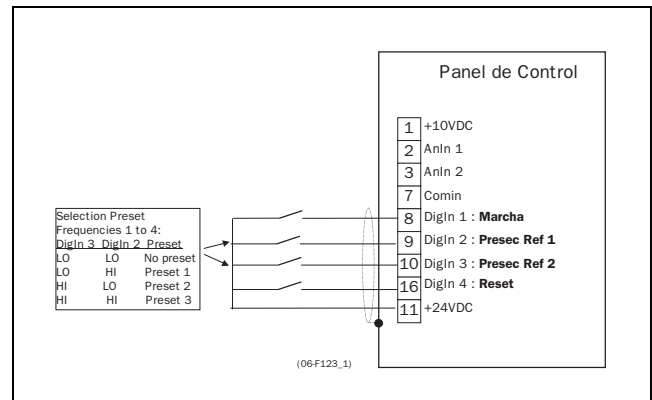 Panel de Control
1 +10VDC
2 AnIn 1
3 AnIn 2
7 Comin
8 DigIn 1 : Marcha
9 DigIn 2 : Presec Ref 1
10 DigIn 3 : Presec Ref 2
16 DigIn 4 : Reset
11 +24VDC
Selection Preset
Frequencies 1 to 4:
DigIn 3 DigIn 2 Preset
LO LO No preset
LO HI Preset 1
HI LO Preset 2
HI HI Preset 3
(06-F123_1)